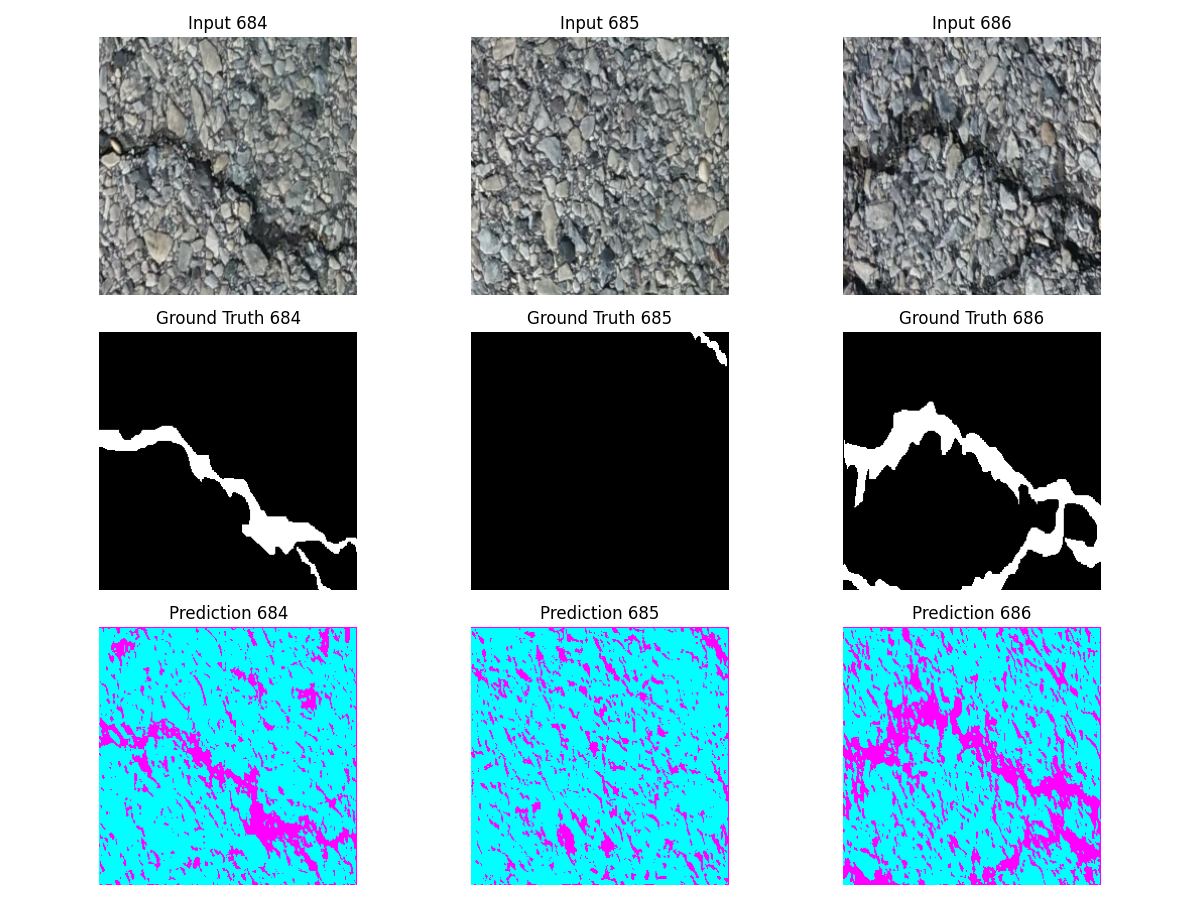 Input 684
Input 685
Input 686
Ground Truth 684
Ground Truth 685
Ground Truth 686
Prediction 684
Prediction 685
Prediction 686